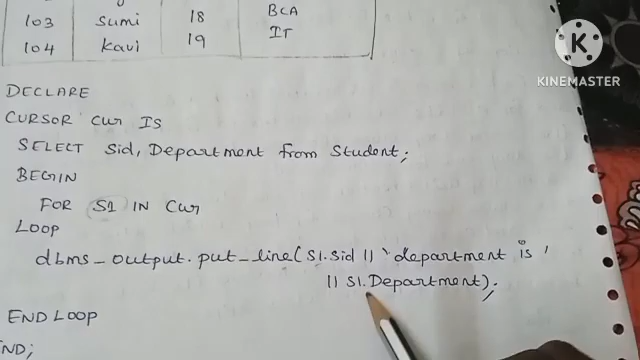 103 Sumi 18 BCA
104 Kavi 19 IT
K
KINEMASTER
DECLARE
CURSOR Cur IS
SELECT Sid, Department from Student;
BEGIN
FOR S1 IN Cur
LOOP
dbms_output.put_line(S1.Sid || 'department is '
|| S1.Department);
END LOOP
END;